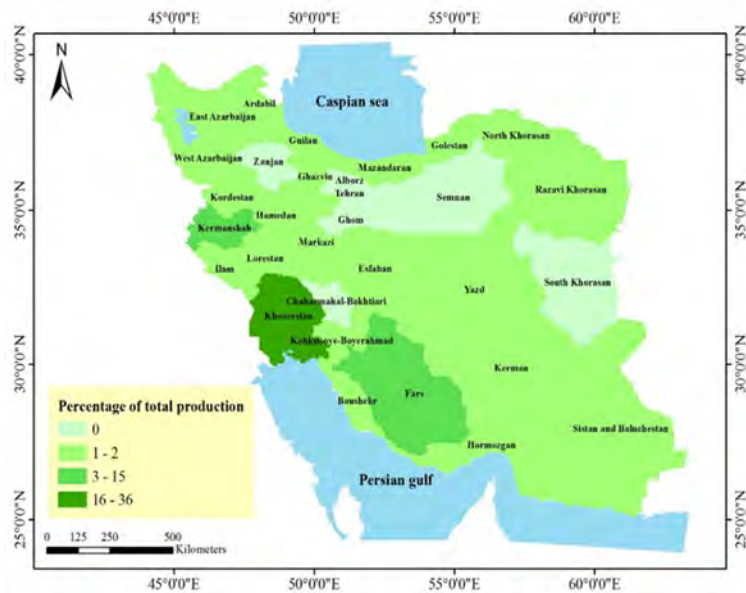 45°0'0"E 50°0'0"E 55°0'0"E 60°0'0"E
40°0'0"N
40°0'0"N
N
Caspian sea
Ardabil
East Azarbaijan
Guilan
Golestan
North Khorasan
West Azarbaijan
Zanjan
Mazandaran
Ghazvin
Alborz
Tehran
Semnan
Razavi Khorasan
Kordestan
35°0'0"N
35°0'0"N
Hamedan
Ghom
Kermanshah
Markazi
Lorestan
Ilam
Esfahan
South Khorasan
Yazd
Chaharmahal-Bakhtiari
Khouzestan
Kohkilooye-Boyerahmad
30°0'0"N
30°0'0"N
Kerman
Fars
Boushehr
Sistan and Baluchestan
Hormozgan
Persian gulf
Percentage of total production
0
1 - 2
3 - 15
16 - 36
25°0'0"N
25°0'0"N
0 125 250 500
Kilometers
45°0'0"E 50°0'0"E 55°0'0"E 60°0'0"E